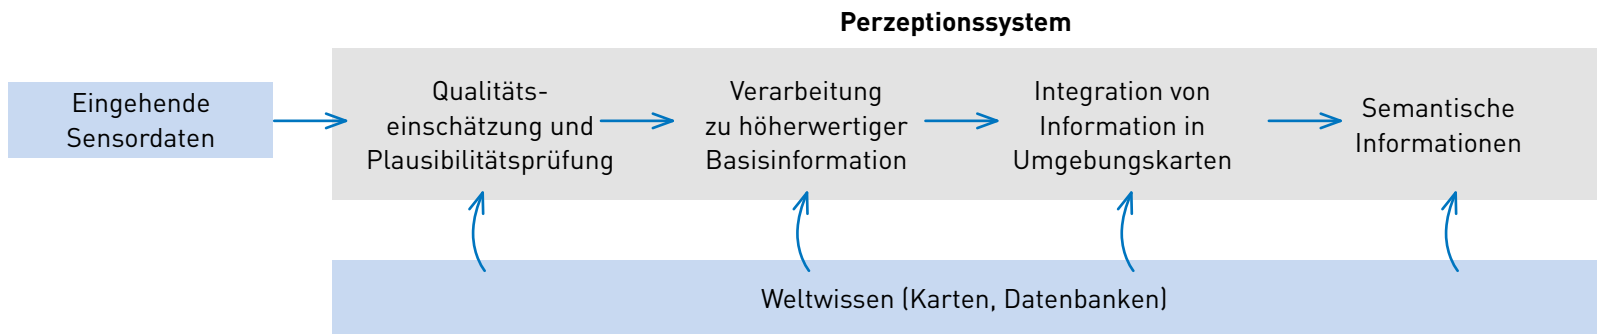 Perzeptionssystem
Eingehende
Sensordaten
Qualitäts-
einschätzung und
Plausibilitätsprüfung
Verarbeitung
zu höherwertiger
Basisinformation
Integration von
Information in
Umgebungskarten
Semantische
Informationen
Weltwissen (Karten, Datenbanken)